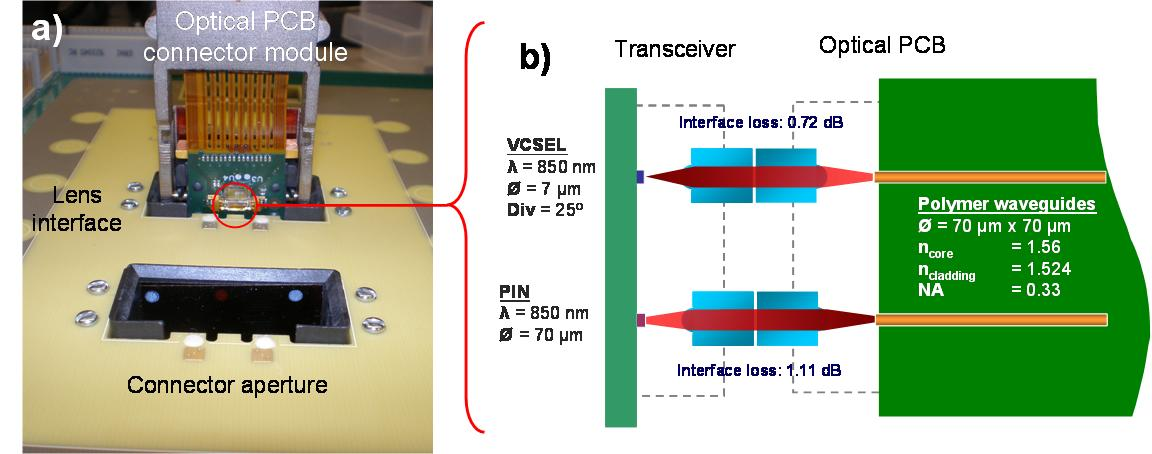 a)
Optical PCB
connector module
Lens
interface
Connector aperture
b)
Transceiver
Optical PCB
Interface loss: 0.72 dB
VCSEL
λ = 850 nm
Ø = 7 µm
Div = 25º
Polymer waveguides
Ø = 70 µm x 70 µm
ncore = 1.56
ncladding = 1.524
NA = 0.33
PIN
λ = 850 nm
Ø = 70 µm
Interface loss: 1.11 dB